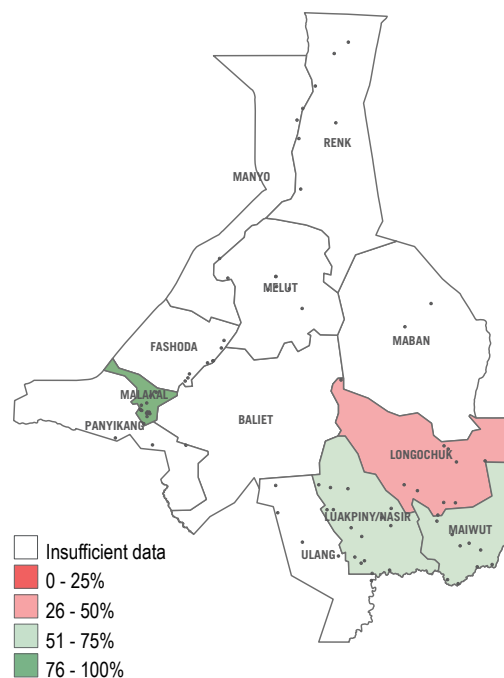 RENK
MANYO
MELUT
MABAN
FASHODA
MALAKAL
PANYIKANG
BALIET
LONGOCHUK
LUAKPINY/NASIR
MAIWUT
ULANG
Insufficient data
0 - 25%
26 - 50%
51 - 75%
76 - 100%